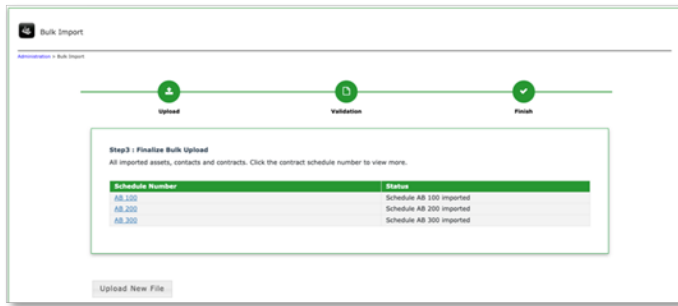 Bulk Import
Administration > Bulk Import
Upload Validation Finish
Step3 : Finalize Bulk Upload
All imported assets, contacts and contracts. Click the contract schedule number to view more.
Schedule Number Status
AB 100 Schedule AB 100 imported
AB 200 Schedule AB 200 imported
AB 300 Schedule AB 300 imported
Upload New File